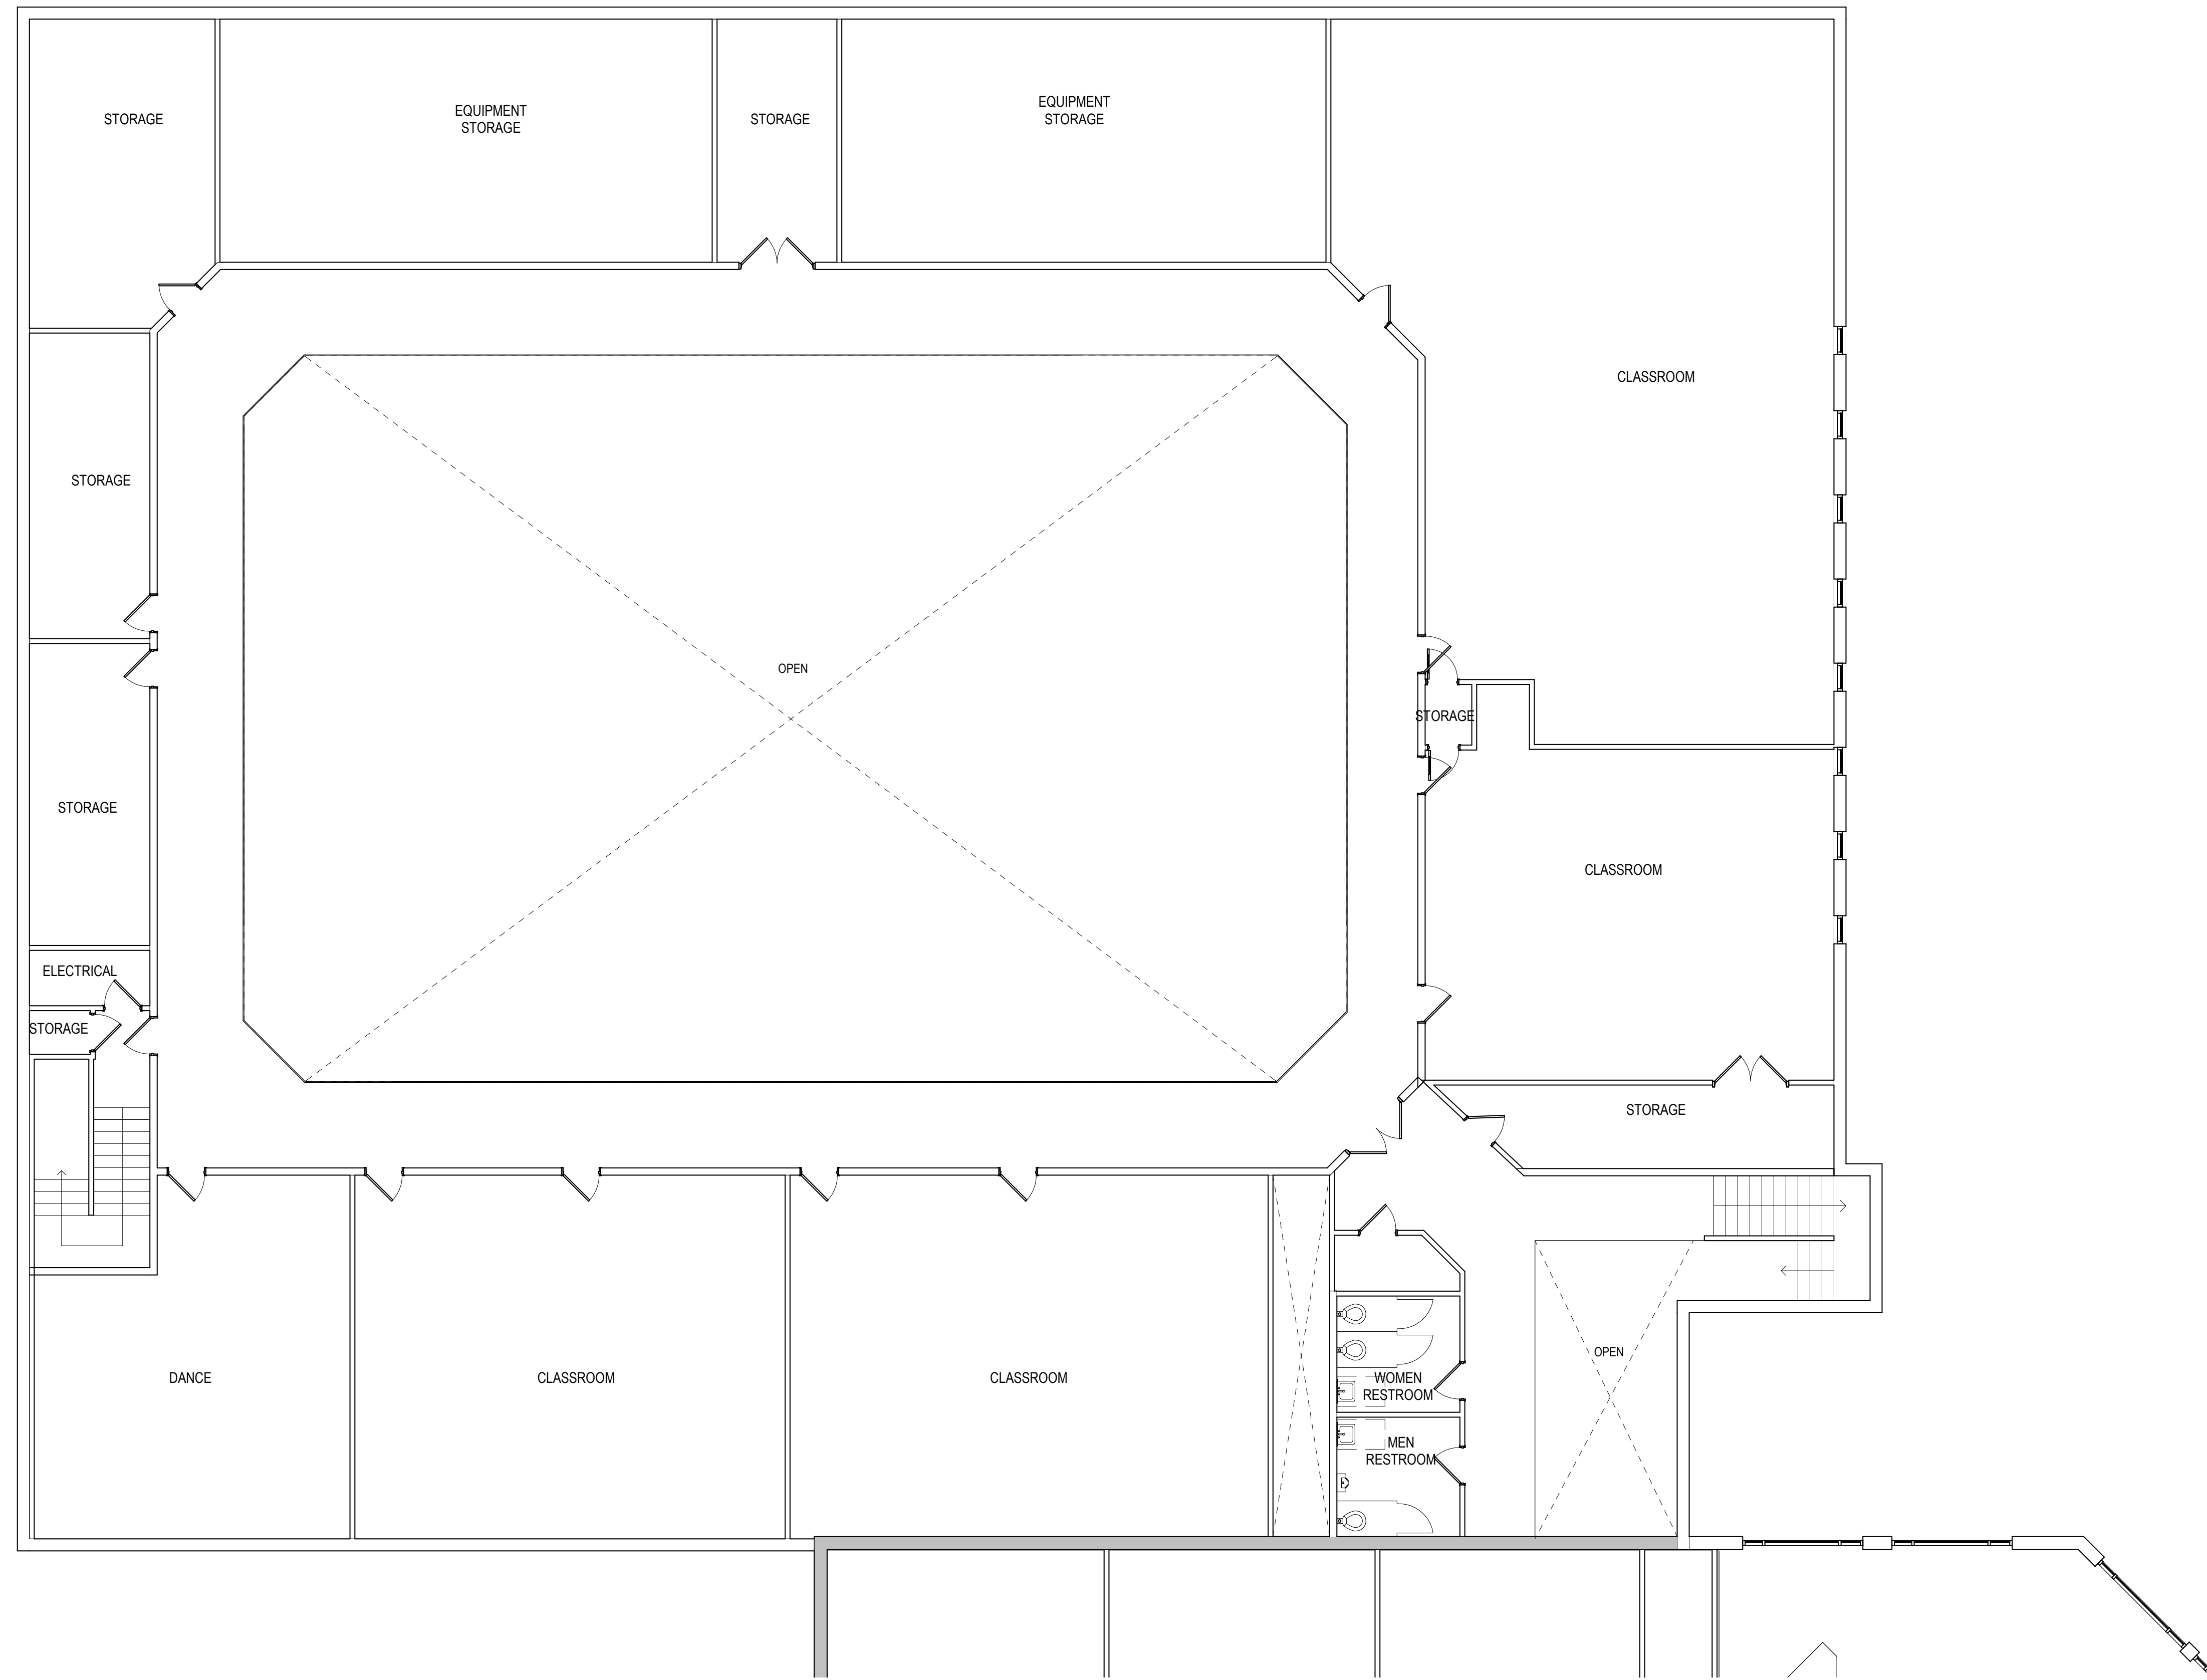 STORAGE
EQUIPMENT
STORAGE
STORAGE
EQUIPMENT
STORAGE
CLASSROOM
STORAGE
OPEN
STORAGE
STORAGE
CLASSROOM
ELECTRICAL
STORAGE
STORAGE
OPEN
DANCE
CLASSROOM
CLASSROOM
WOMEN
RESTROOM
MEN
RESTROOM